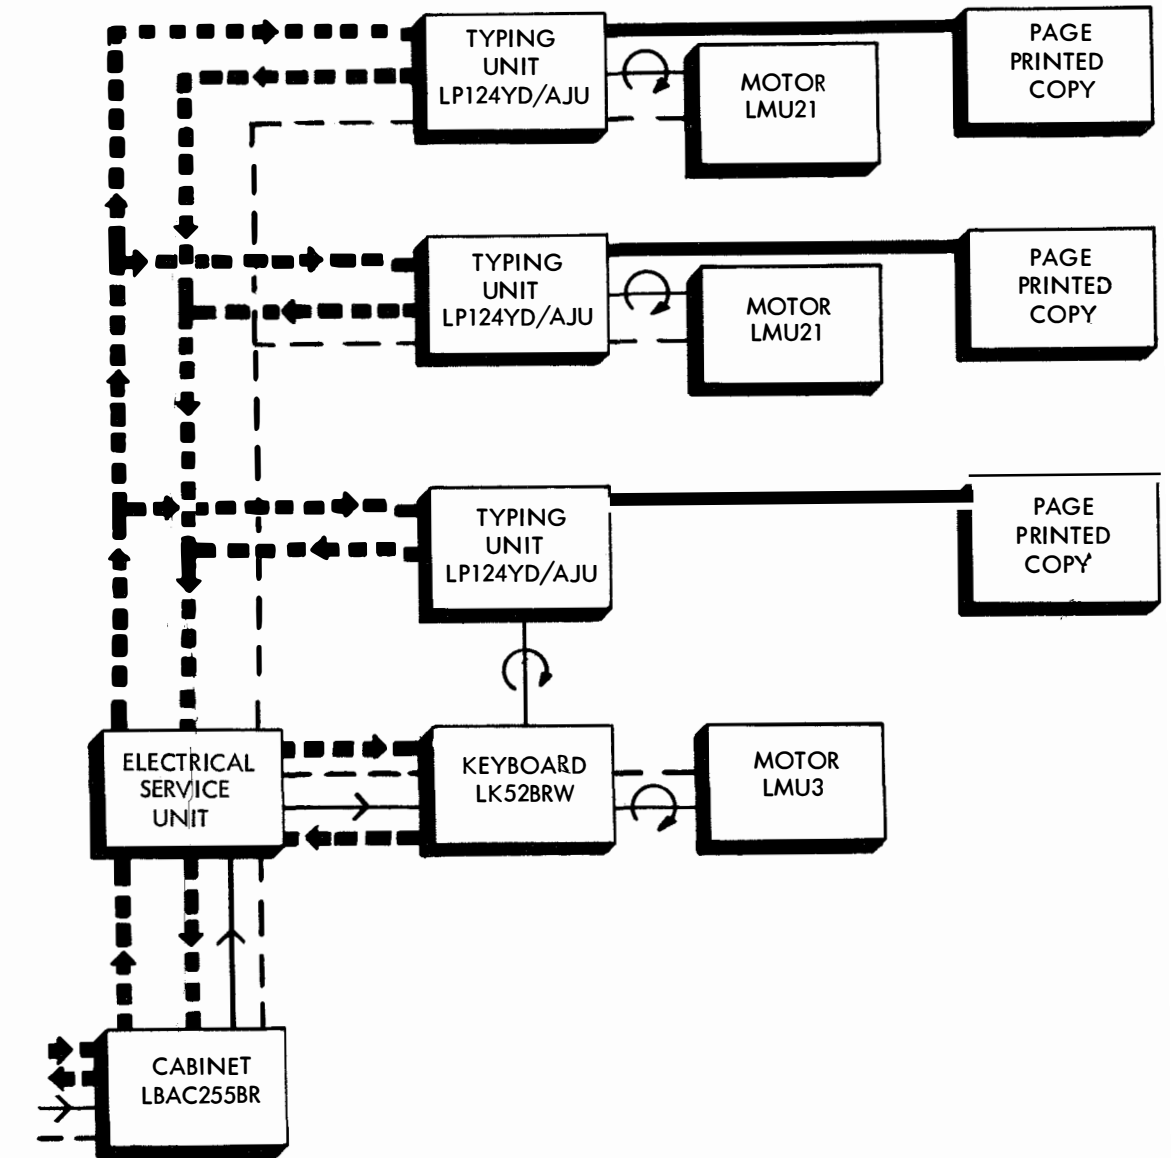 TYPING
UNIT
LP124YD/AJU
MOTOR
LMU21
PAGE
PRINTED
COPY
TYPING
UNIT
LP124YD/AJU
MOTOR
LMU21
PAGE
PRINTED
COPY
TYPING
UNIT
LP124YD/AJU
PAGE
PRINTED
COPY
ELECTRICAL
SERVICE
UNIT
KEYBOARD
LK52BRW
MOTOR
LMU3
CABINET
LBAC255BR